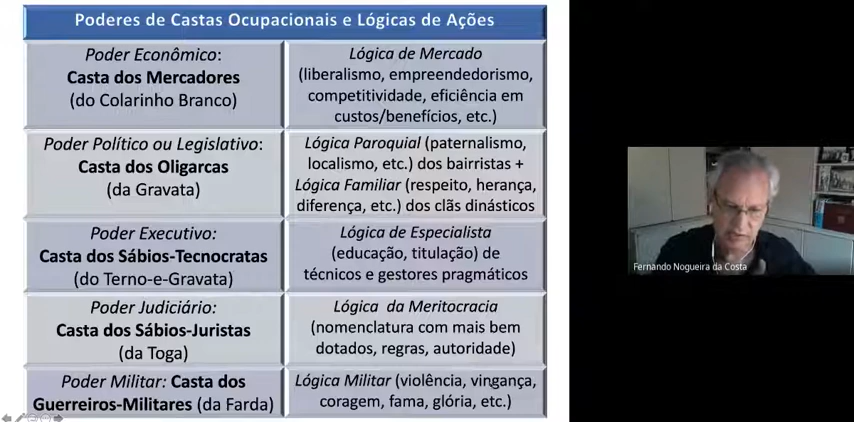 Poderes de Castas Ocupacionais e Lógicas de Ações
Poder Econômico:
Casta dos Mercadores
(do Colarinho Branco)
Lógica de Mercado
(liberalismo, empreendedorismo,
competitividade, eficiência em
custos/benefícios, etc.)
Poder Político ou Legislativo:
Casta dos Oligarcas
(da Gravata)
Lógica Paroquial (paternalismo,
localismo, etc.) dos bairristas +
Lógica Familiar (respeito, herança,
diferença, etc.) dos clãs dinásticos
Poder Executivo:
Casta dos Sábios-Tecnocratas
(do Terno-e-Gravata)
Lógica de Especialista
(educação, titulação) de
técnicos e gestores pragmáticos
Poder Judiciário:
Casta dos Sábios-Juristas
(da Toga)
Lógica da Meritocracia
(nomenclatura com mais bem
dotados, regras, autoridade)
Poder Militar: Casta dos
Guerreiros-Militares (da Farda)
Lógica Militar (violência, vingança,
coragem, fama, glória, etc.)
Fernando Nogueira da Costa